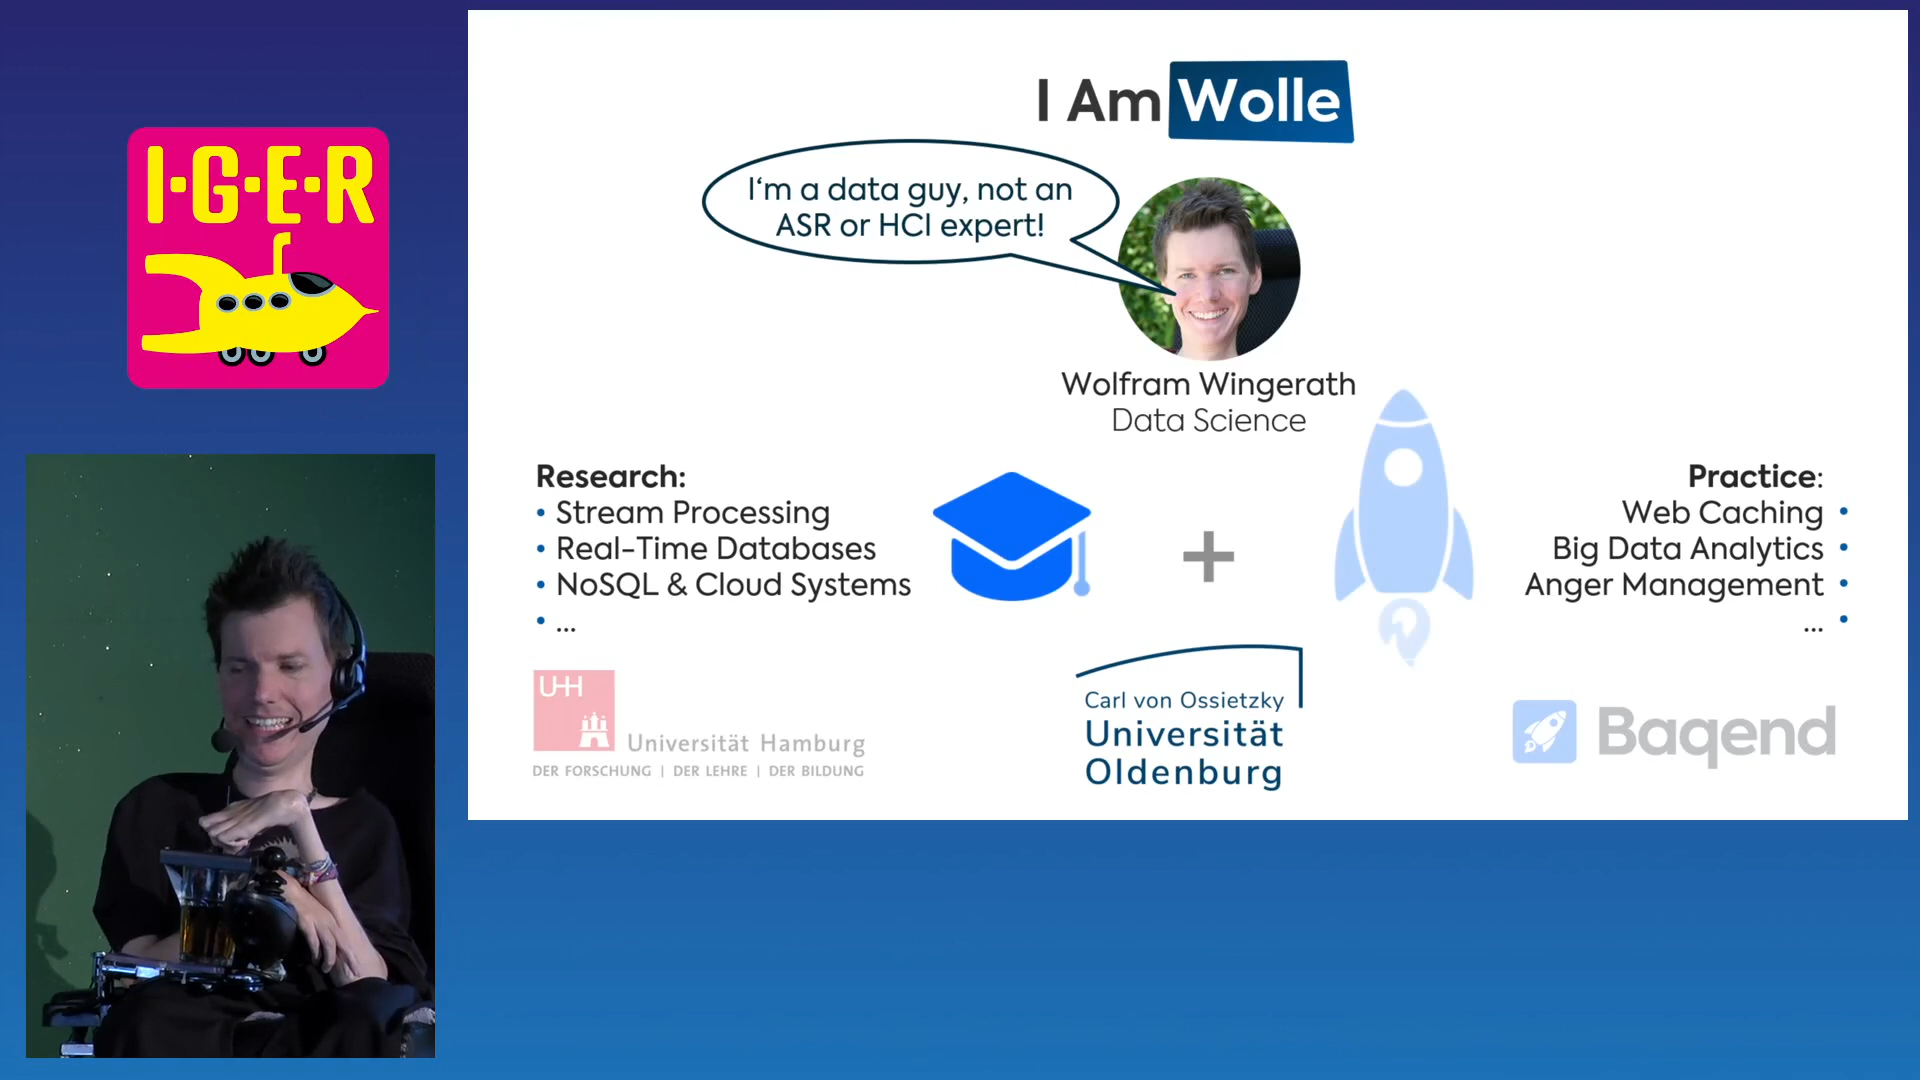 I·G·E·R
I Am Wolle
I‘m a data guy, not an
ASR or HCI expert!
Wolfram Wingerath
Data Science
Research:
• Stream Processing
• Real-Time Databases
• NoSQL & Cloud Systems
• ...
Practice:
Web Caching •
Big Data Analytics •
Anger Management •
... •
UHH
Universität Hamburg
DER FORSCHUNG | DER LEHRE | DER BILDUNG
Carl von Ossietzky
Universität
Oldenburg
Baqend